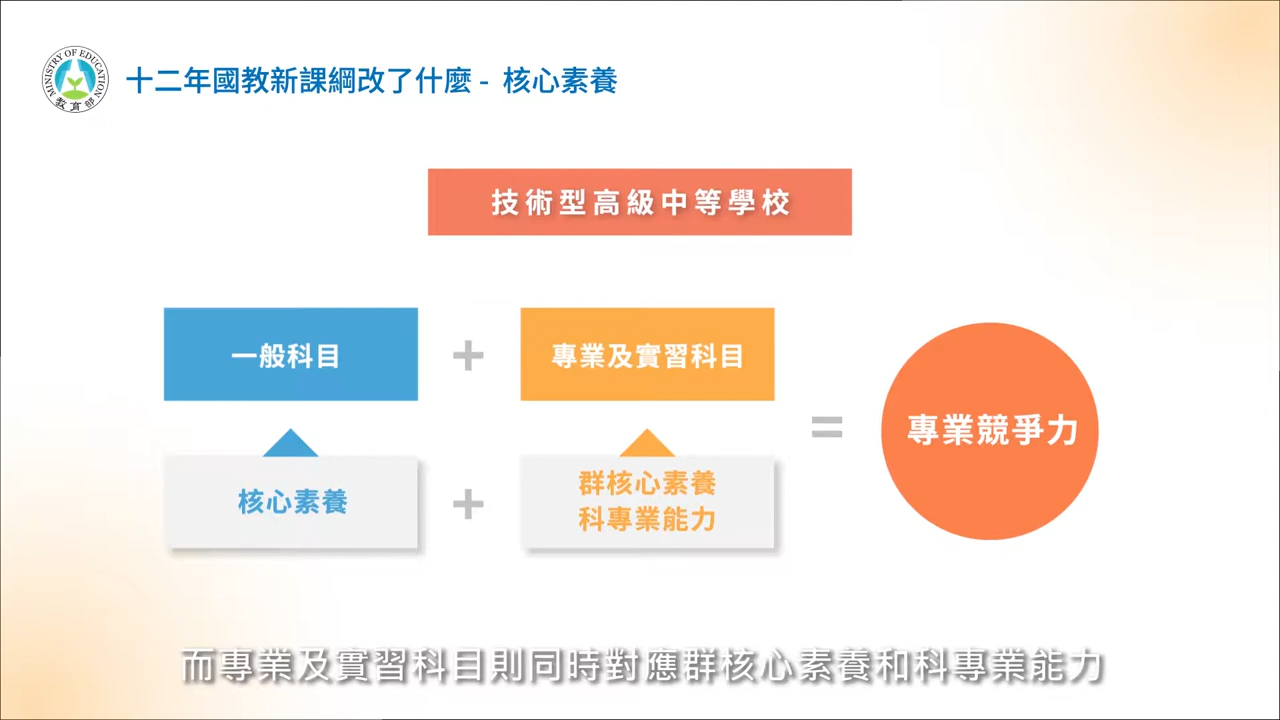 MINISTRY OF EDUCATION
教育部
十二年國教新課綱改了什麼 - 核心素養
技術型高級中等學校
一般科目 + 專業及實習科目
= 專業競爭力
核心素養 + 群核心素養
科專業能力
而專業及實習科目則同時對應群核心素養和科專業能力